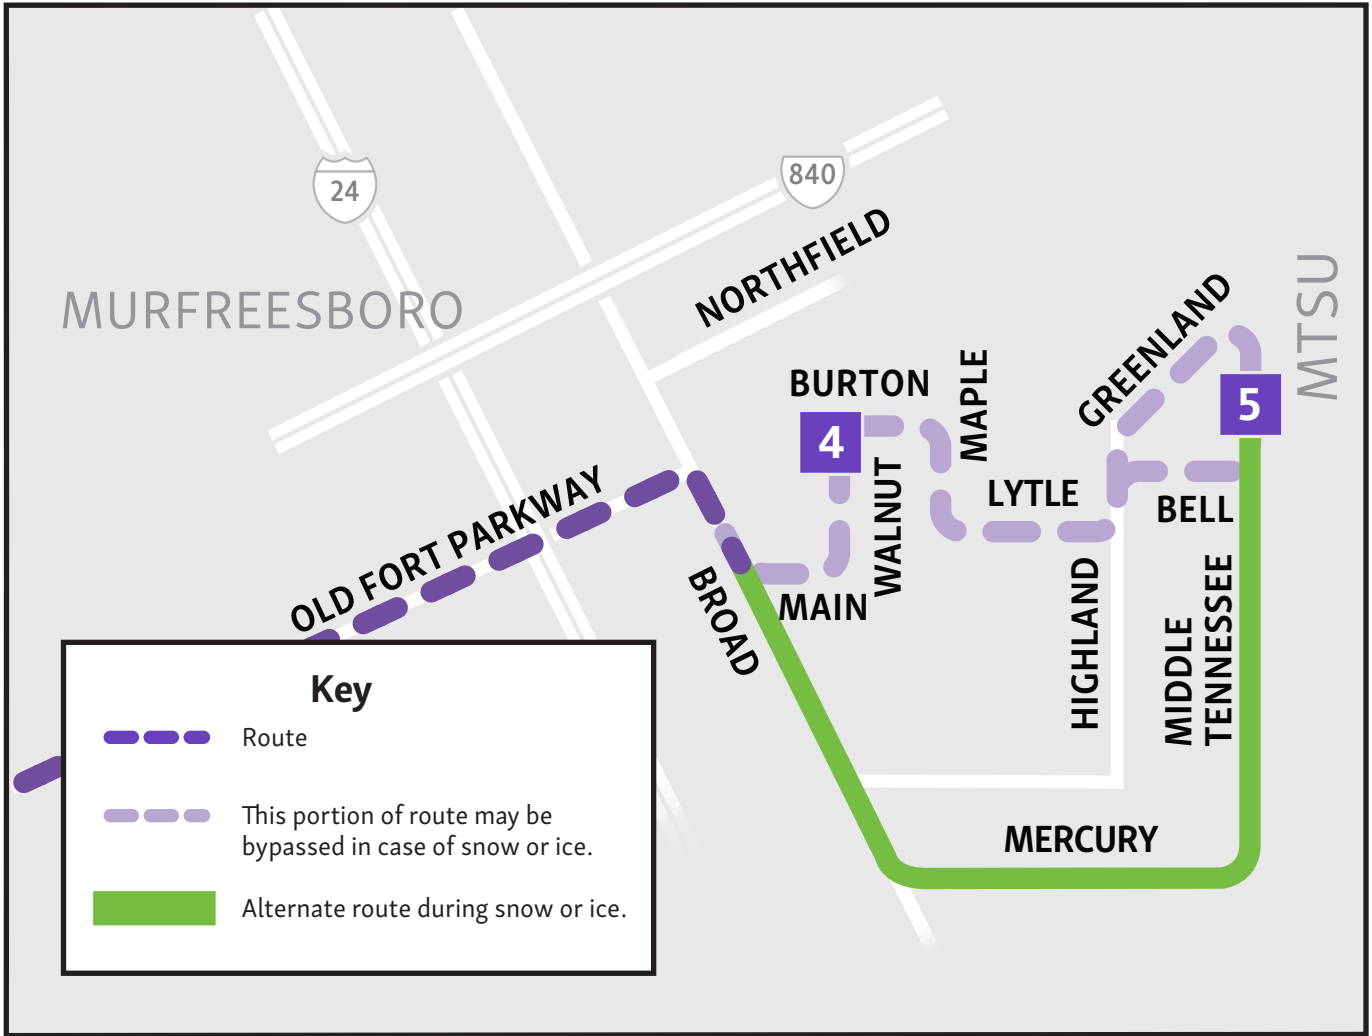 24
840
MURFREESBORO
NORTHFIELD
MTSU
GREENLAND
BURTON
MAPLE
5
4
WALNUT
OLD FORT PARKWAY
LYTLE
BELL
BROAD
MAIN
HIGHLAND
MIDDLE
TENNESSEE
MERCURY
Key
Route
This portion of route may be
bypassed in case of snow or ice.
Alternate route during snow or ice.